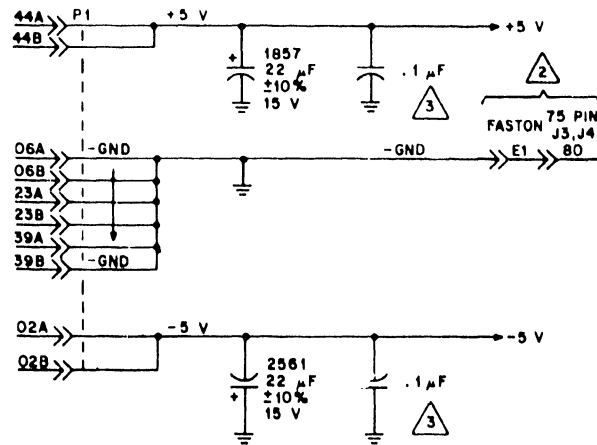 44A P1 +5 V +5 V
44B
+ 1857
22 µF
±10%
15 V
.1 µF
3
2
FASTON 75 PIN
J3,J4
06A -GND -GND E1 80
06B
23A
23B
39A
39B -GND
02A -5 V -5 V
02B
2561
22 µF
±10%
+ 15 V
.1 µF
3